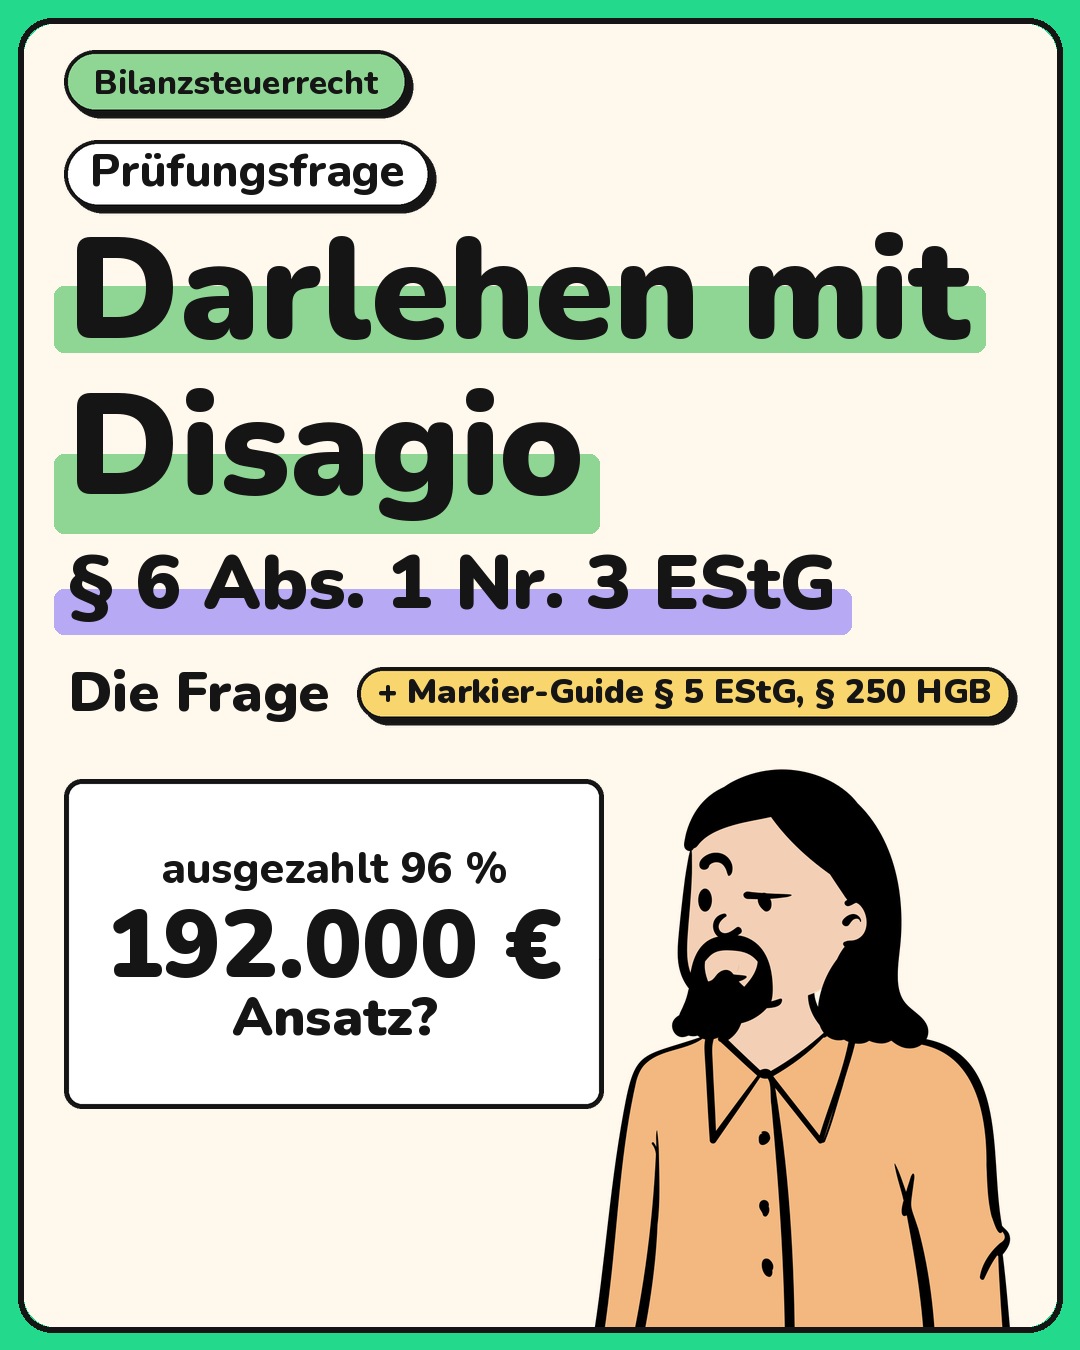 Bilanzsteuerrecht
Prüfungsfrage
Darlehen mit
Disagio
§ 6 Abs. 1 Nr. 3 EStG
Die Frage
+ Markier-Guide § 5 EStG, § 250 HGB
ausgezahlt 96 %
192.000 €
Ansatz?